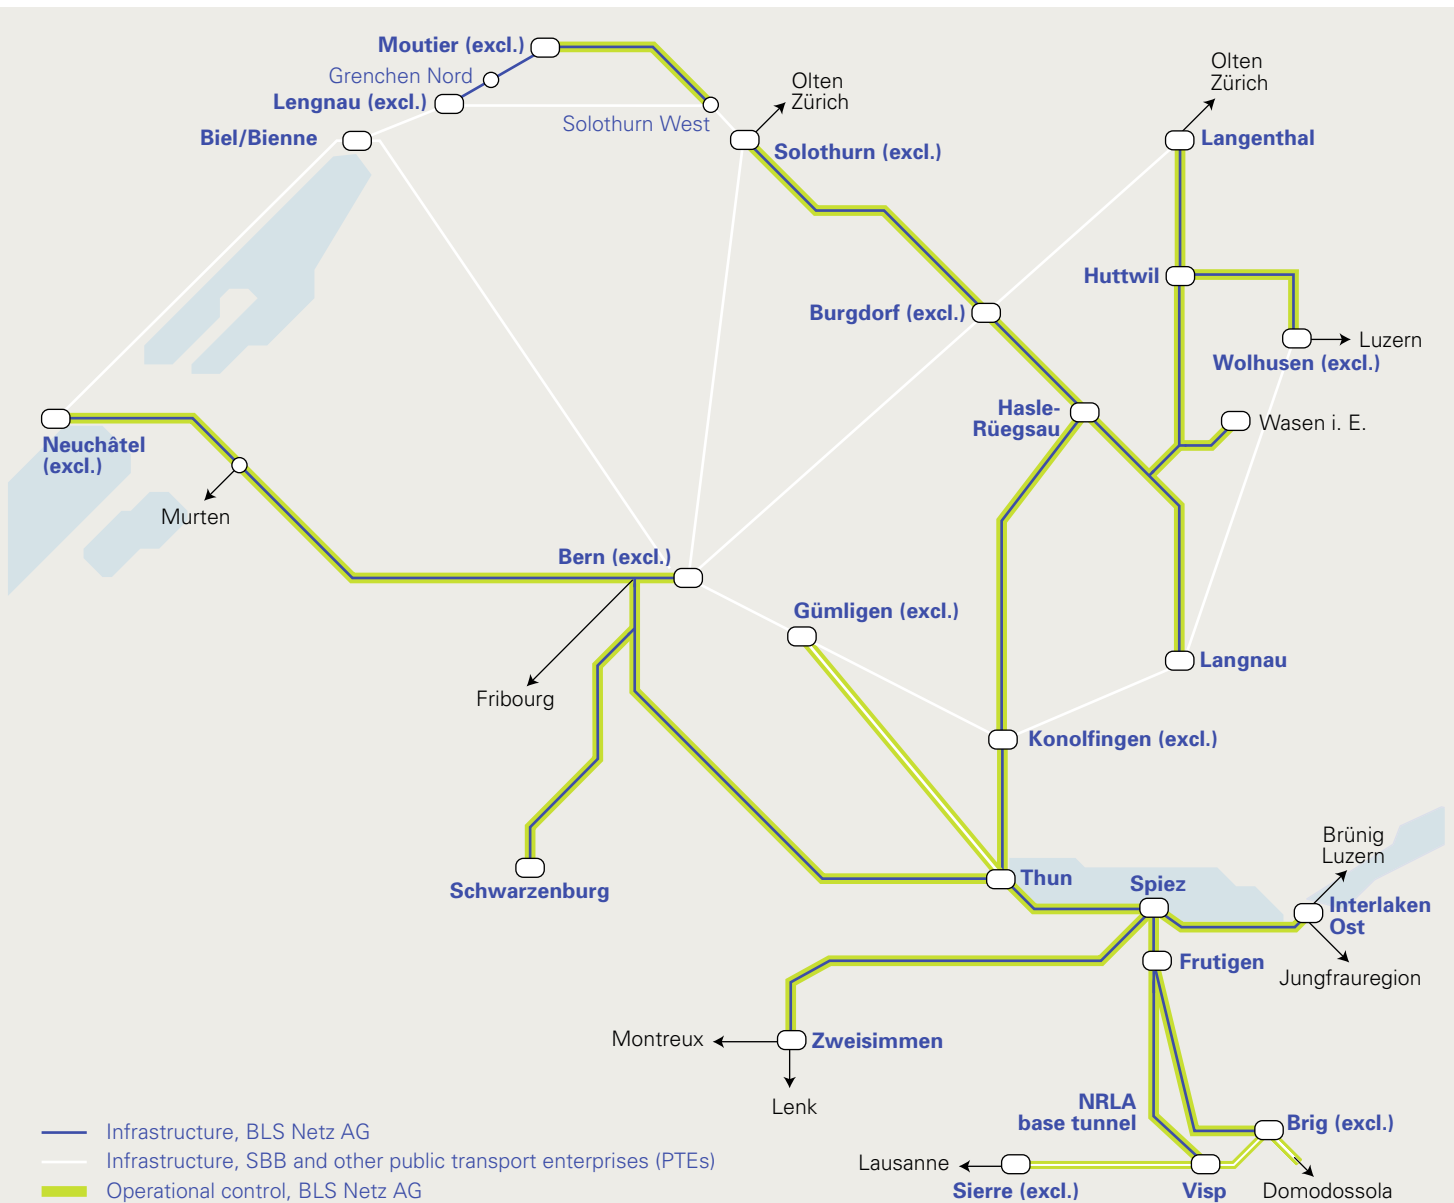 Moutier (excl.)
Grenchen Nord
Lengnau (excl.)
Biel/Bienne
Solothurn West
Olten
Zürich
Solothurn (excl.)
Olten
Zürich
Langenthal
Huttwil
Burgdorf (excl.)
Luzern
Wolhusen (excl.)
Hasle-
Rüegsau
Wasen i. E.
Neuchâtel
(excl.)
Murten
Bern (excl.)
Gümligen (excl.)
Langnau
Fribourg
Konolfingen (excl.)
Schwarzenburg
Thun
Spiez
Brünig
Luzern
Interlaken
Ost
Frutigen
Jungfrauregion
Montreux
Zweisimmen
Lenk
NRLA
base tunnel
Brig (excl.)
Lausanne
Sierre (excl.)
Visp
Domodossola
Infrastructure, BLS Netz AG
Infrastructure, SBB and other public transport enterprises (PTEs)
Operational control, BLS Netz AG